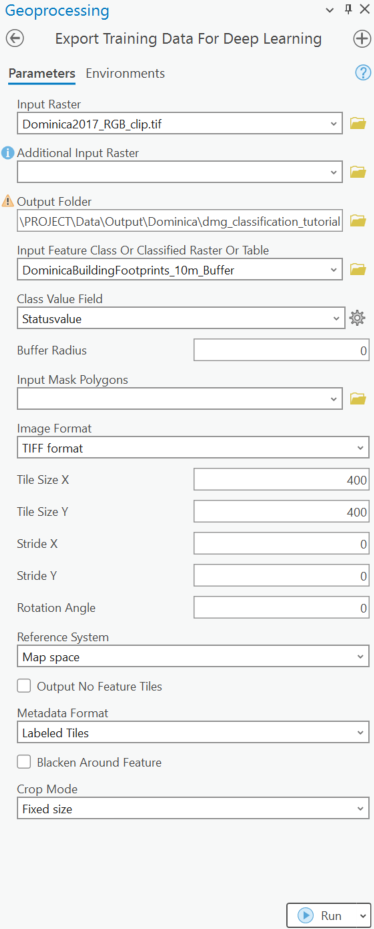 Geoprocessing
Export Training Data For Deep Learning
Parameters Environments
Input Raster
Dominica2017_RGB_clip.tif
Additional Input Raster
Output Folder
\PROJECT\Data\Output\Dominica\dmg_classification_tutorial
Input Feature Class Or Classified Raster Or Table
DominicaBuildingFootprints_10m_Buffer
Class Value Field
Statusvalue
Buffer Radius 0
Input Mask Polygons
Image Format
TIFF format
Tile Size X 400
Tile Size Y 400
Stride X 0
Stride Y 0
Rotation Angle 0
Reference System
Map space
Output No Feature Tiles
Metadata Format
Labeled Tiles
Blacken Around Feature
Crop Mode
Fixed size
Run